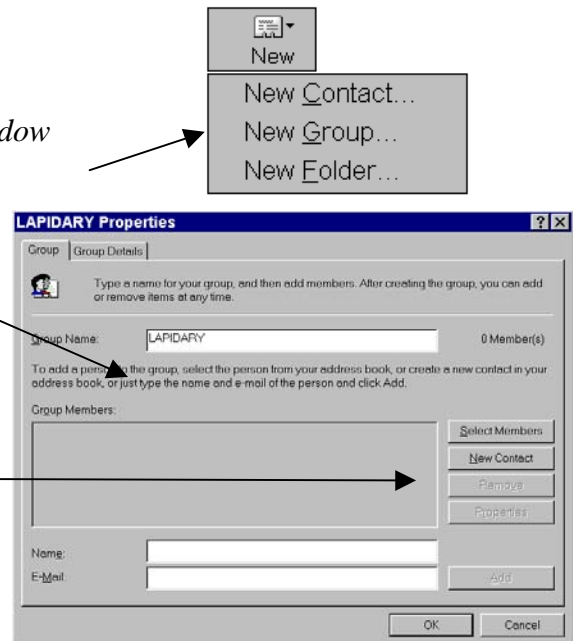 New
New Contact...
dow
New Group...
New Folder...
LAPIDARY Properties
Group Group Details
Type a name for your group, and then add members. After creating the group, you can add
or remove items at any time.
Group Name: LAPIDARY 0 Member(s)
To add a person to the group, select the person from your address book, or create a new contact in your
address book, or just type the name and e-mail of the person and click Add.
Group Members:
Select Members
New Contact
Remove
Properties
Name:
E-Mail:
Add
OK Cancel